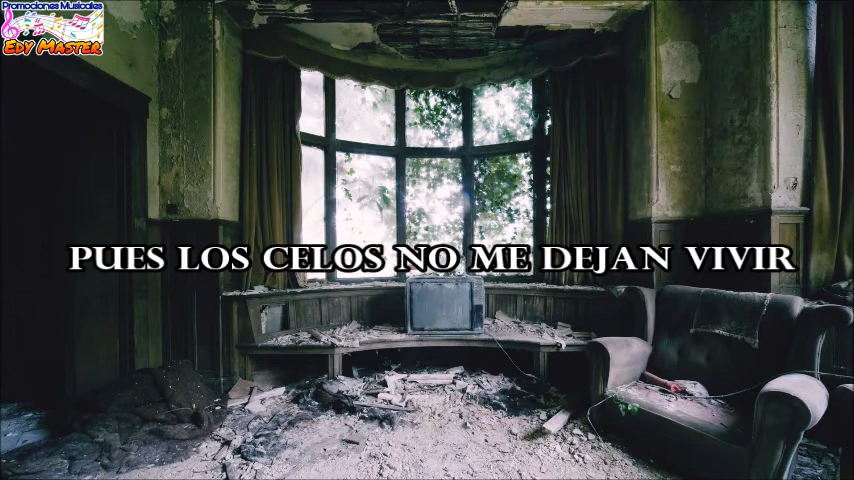 Promociones Musicales
Edy Master
PUES LOS CELOS NO ME DEJAN VIVIR